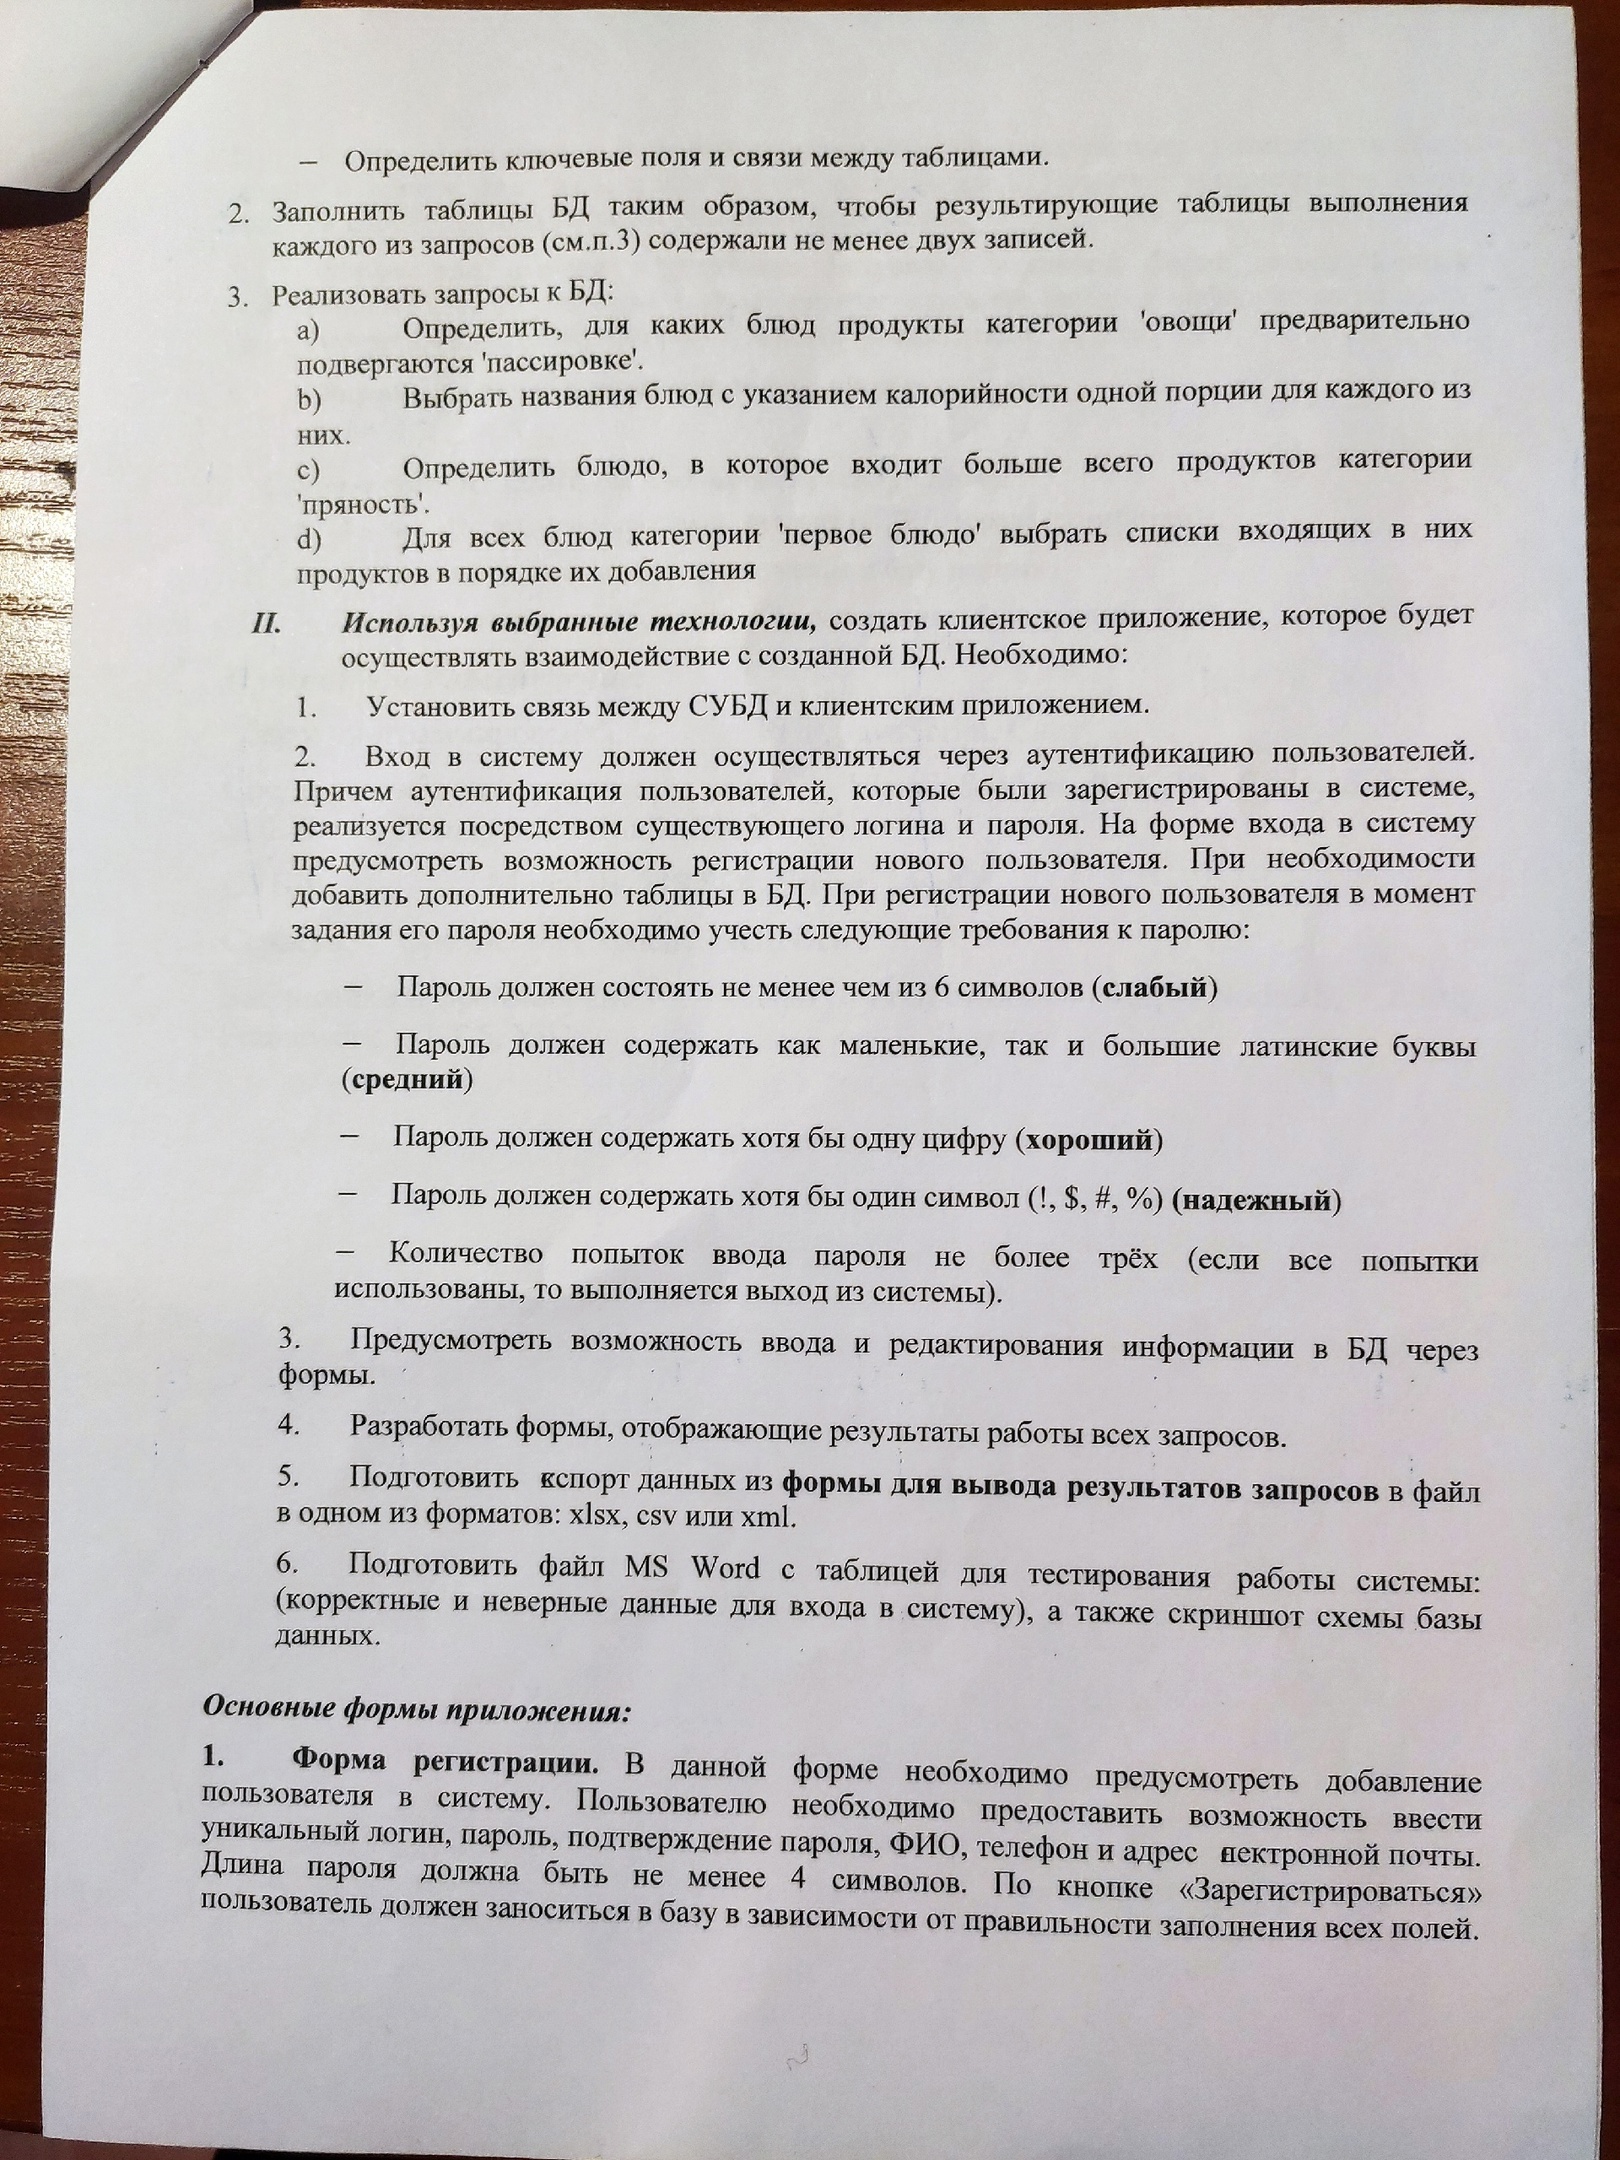 – Определить ключевые поля и связи между таблицами.
2. Заполнить таблицы БД таким образом, чтобы результирующие таблицы выполнения
каждого из запросов (см.п.3) содержали не менее двух записей.
3. Реализовать запросы к БД:
a) Определить, для каких блюд продукты категории 'овощи' предварительно
подвергаются 'пассировке'.
b) Выбрать названия блюд с указанием калорийности одной порции для каждого из
них.
c) Определить блюдо, в которое входит больше всего продуктов категории
'пряность'.
d) Для всех блюд категории 'первое блюдо' выбрать списки входящих в них
продуктов в порядке их добавления
II. Используя выбранные технологии, создать клиентское приложение, которое будет
осуществлять взаимодействие с созданной БД. Необходимо:
1. Установить связь между СУБД и клиентским приложением.
2. Вход в систему должен осуществляться через аутентификацию пользователей.
Причем аутентификация пользователей, которые были зарегистрированы в системе,
реализуется посредством существующего логина и пароля. На форме входа в систему
предусмотреть возможность регистрации нового пользователя. При необходимости
добавить дополнительно таблицы в БД. При регистрации нового пользователя в момент
задания его пароля необходимо учесть следующие требования к паролю:
– Пароль должен состоять не менее чем из 6 символов (слабый)
– Пароль должен содержать как маленькие, так и большие латинские буквы
(средний)
– Пароль должен содержать хотя бы одну цифру (хороший)
– Пароль должен содержать хотя бы один символ (!, $, #, %) (надежный)
– Количество попыток ввода пароля не более трёх (если все попытки
использованы, то выполняется выход из системы).
3. Предусмотреть возможность ввода и редактирования информации в БД через
формы.
4. Разработать формы, отображающие результаты работы всех запросов.
5. Подготовить кспорт данных из формы для вывода результатов запросов в файл
в одном из форматов: xlsx, csv или xml.
6. Подготовить файл MS Word с таблицей для тестирования работы системы:
(корректные и неверные данные для входа в систему), а также скриншот схемы базы
данных.
Основные формы приложения:
1. Форма регистрации. В данной форме необходимо предусмотреть добавление
пользователя в систему. Пользователю необходимо предоставить возможность ввести
уникальный логин, пароль, подтверждение пароля, ФИО, телефон и адрес лектронной почты.
Длина пароля должна быть не менее 4 символов. По кнопке «Зарегистрироваться»
пользователь должен заноситься в базу в зависимости от правильности заполнения всех полей.